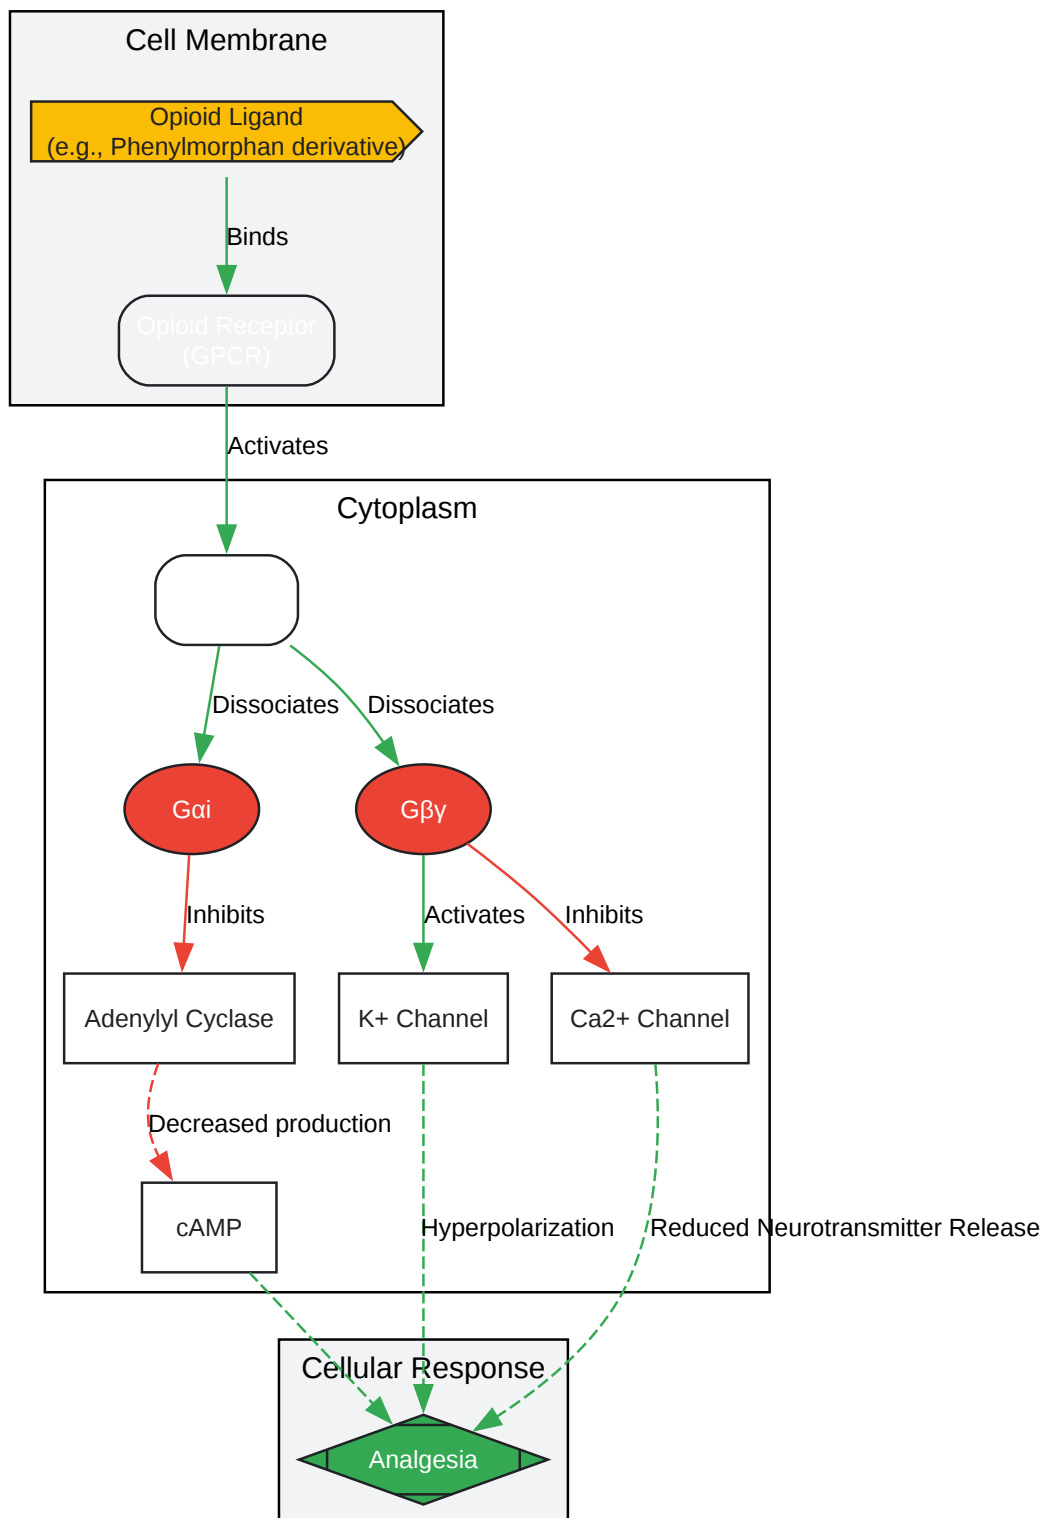 Cell Membrane
Opioid Ligand
(e.g., Phenylmorphan derivative)
Binds
Opioid Receptor
(GPCR)
Activates
Cytoplasm
Dissociates
Dissociates
Gαi
Gβγ
Inhibits
Activates
Inhibits
Adenylyl Cyclase
K+ Channel
Ca2+ Channel
Decreased production
cAMP
Hyperpolarization
Reduced Neurotransmitter Release
Cellular Response
Analgesia